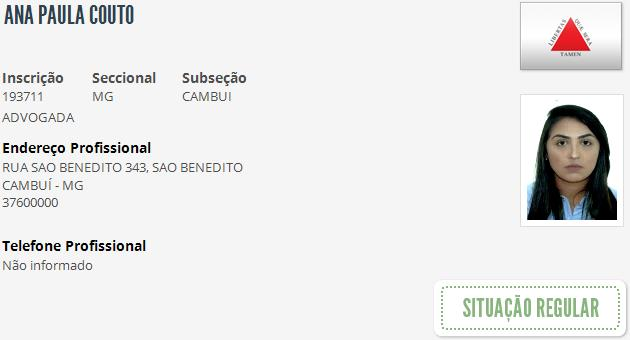 ANA PAULA COUTO
LIBERTAS QUÆ SERA
TAMEN
Inscrição Seccional Subseção
193711 MG CAMBUI
ADVOGADA
Endereço Profissional
RUA SAO BENEDITO 343, SAO BENEDITO
CAMBUÍ - MG
37600000
Telefone Profissional
Não informado
SITUAÇÃO REGULAR